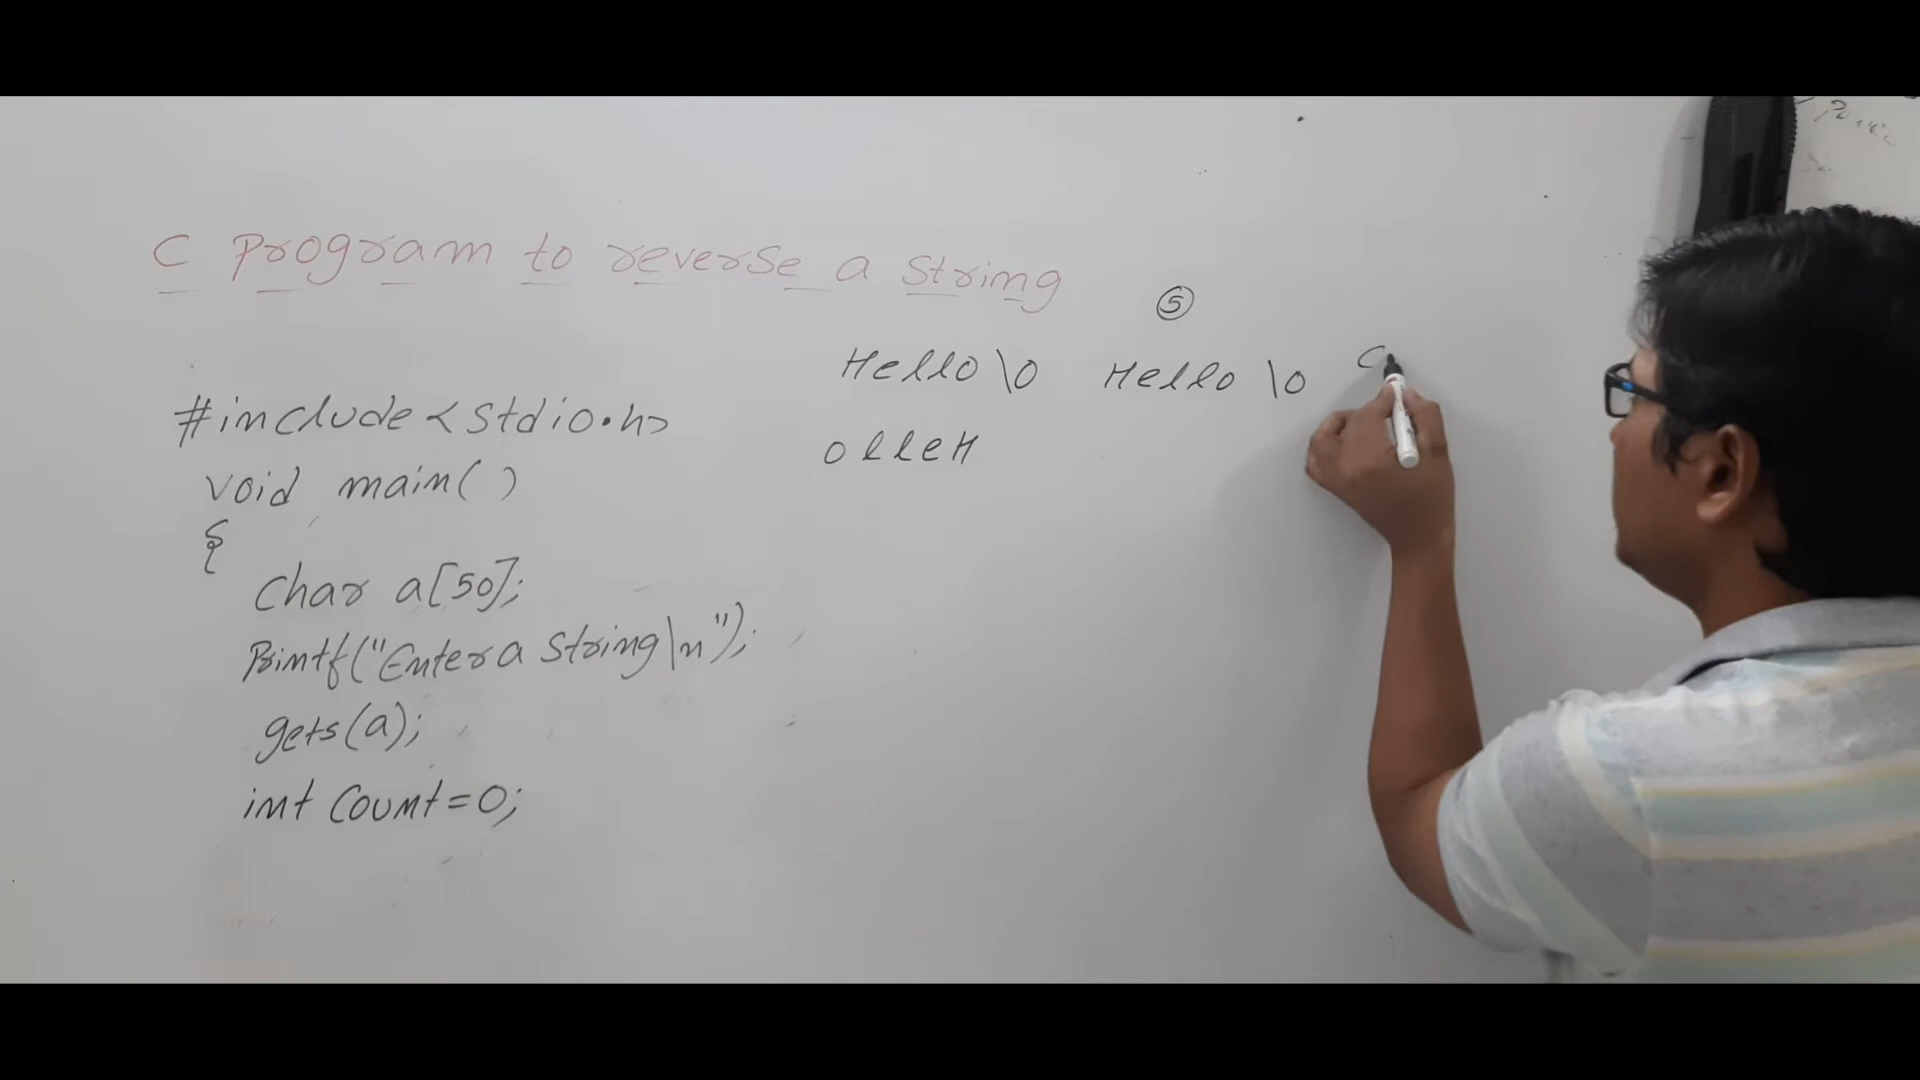 C Program to reverse a string
#include<stdio.h>
void main()
{
char a[50];
Printf("Enter a String\n");
gets(a);
int Count=0;
5
Hello\0 Hello \0 C
olleH